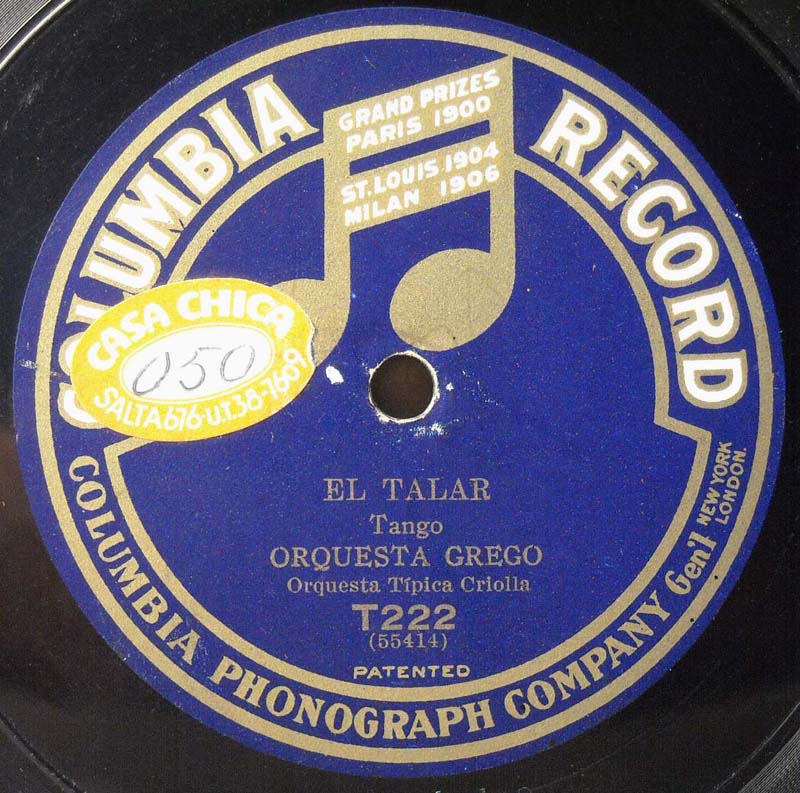 COLUMBIA RECORD
GRAND PRIZES
PARIS 1900
ST. LOUIS 1904
MILAN 1906
CASA CHICA
050
SALTA 676-U.T. 38-7609
EL TALAR
Tango
ORQUESTA GREGO
Orquesta Típica Criolla
T222
(55414)
PATENTED
COLUMBIA PHONOGRAPH COMPANY Gen'l
NEW YORK
LONDON.